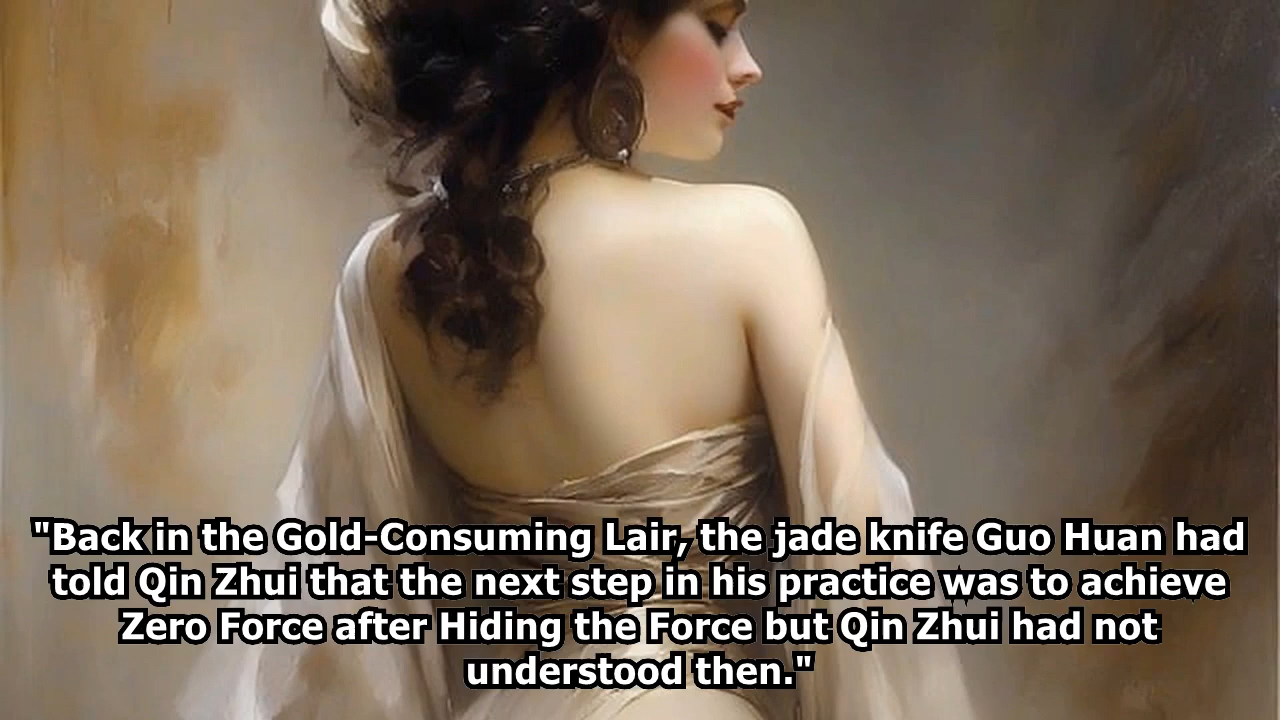 "Back in the Gold-Consuming Lair, the jade knife Guo Huan had
told Qin Zhui that the next step in his practice was to achieve
Zero Force after Hiding the Force but Qin Zhui had not
understood then."